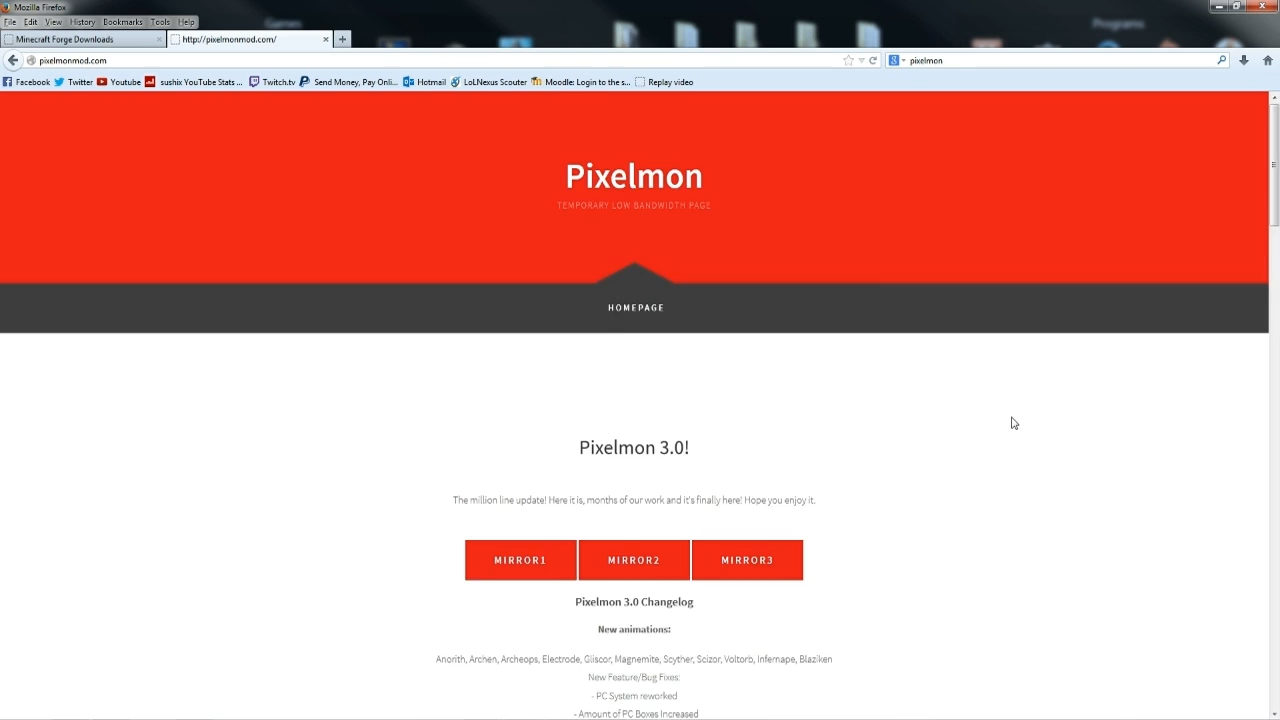 Mozilla Firefox
File Edit View History Bookmarks Tools Help
Games
Programs
Minecraft Forge Downloads
http://pixelmonmod.com/
pixelmonmod.com
pixelmon
Facebook Twitter Youtube sushixYouTube Stats ... Twitch.tv Send Money, Pay Onli... Hotmail LoLNexus Scouter Moodle: Login to the s... Replay video
Pixelmon
TEMPORARY LOW BANDWIDTH PAGE
HOMEPAGE
Pixelmon 3.0!
The million line update! Here it is, months of our work and it's finally here! Hope you enjoy it.
MIRROR1 MIRROR2 MIRROR3
Pixelmon 3.0 Changelog
New animations:
Anorith, Archen, Archeops, Electrode, Gliscor, Magnemite, Scyther, Scizor, Voltorb, Infernape, Blaziken
New Feature/Bug Fixes:
- PC System reworked
- Amount of PC Boxes Increased